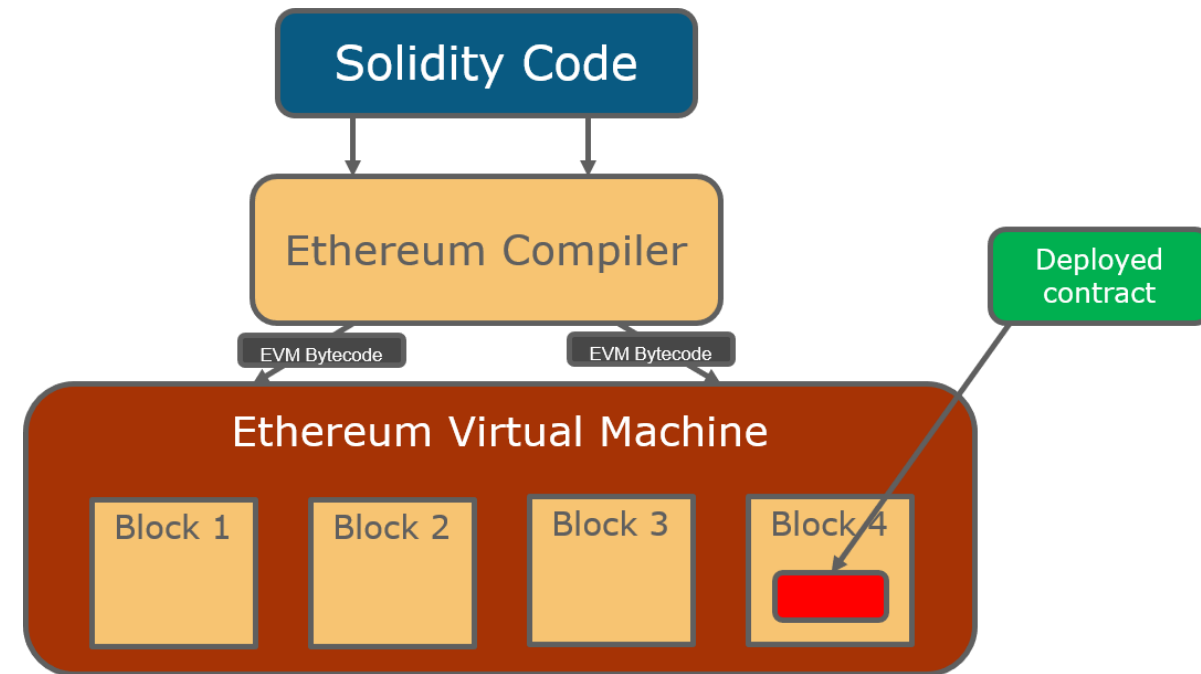 Solidity Code
Ethereum Compiler
Deployed
contract
EVM Bytecode
EVM Bytecode
Ethereum Virtual Machine
Block 1
Block 2
Block 3
Block 4